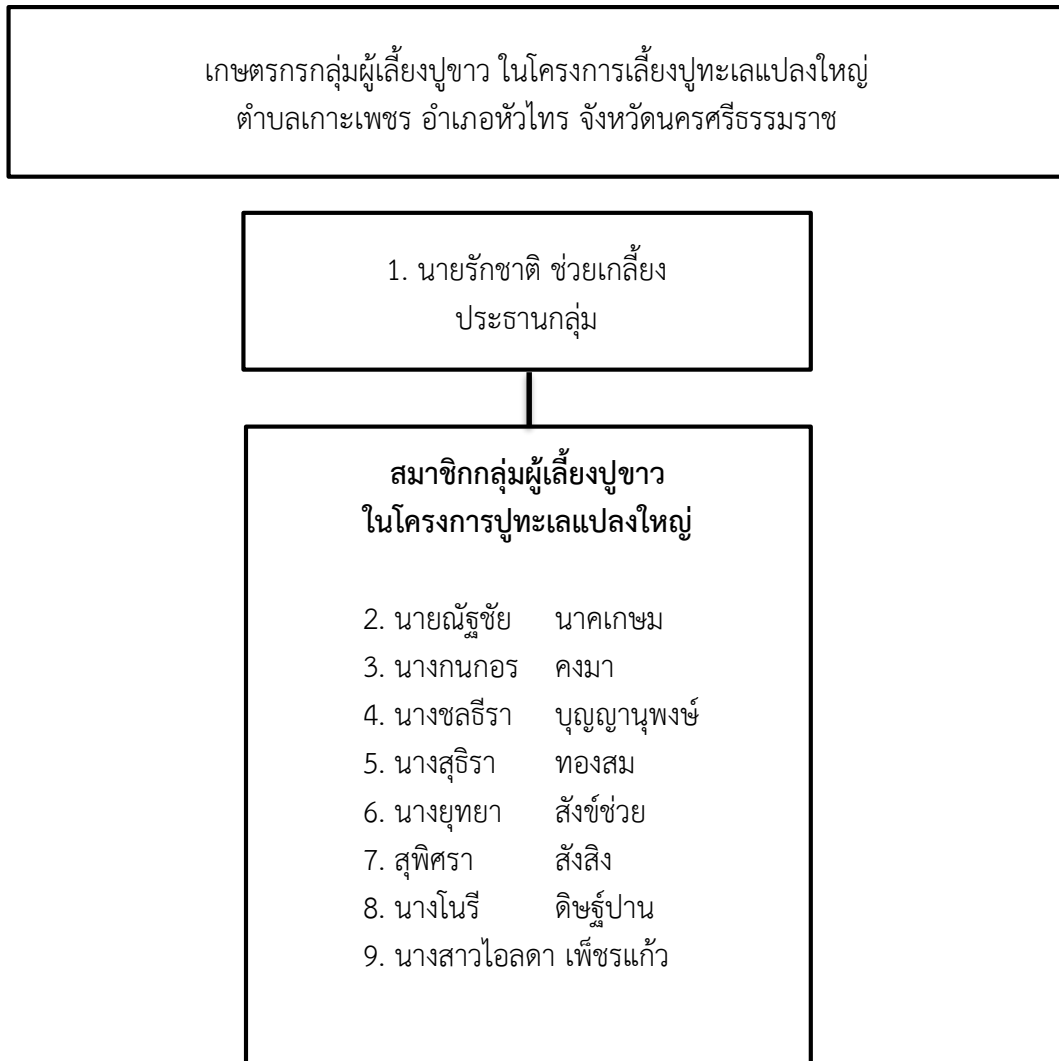 เกษตรกรกลุ่มผู้เลี้ยงปูขาว ในโครงการเลี้ยงปูทะเลแปลงใหญ่
ตำบลเกาะเพชร อำเภอหัวไทร จังหวัดนครศรีธรรมราช
1. นายรักชาติ ช่วยเกลี้ยง
ประธานกลุ่ม
สมาชิกกลุ่มผู้เลี้ยงปูขาว
ในโครงการปูทะเลแปลงใหญ่
2. นายณัฐชัย นาคเกษม
3. นางกนกอร คงมา
4. นางชลธีรา บุญญานุพงษ์
5. นางสุธิรา ทองสม
6. นางยุทยา สังข์ช่วย
7. สุพิศรา สังสิง
8. นางโนรี ดิษฐ์ปาน
9. นางสาวไอลดา เพ็ชรแก้ว